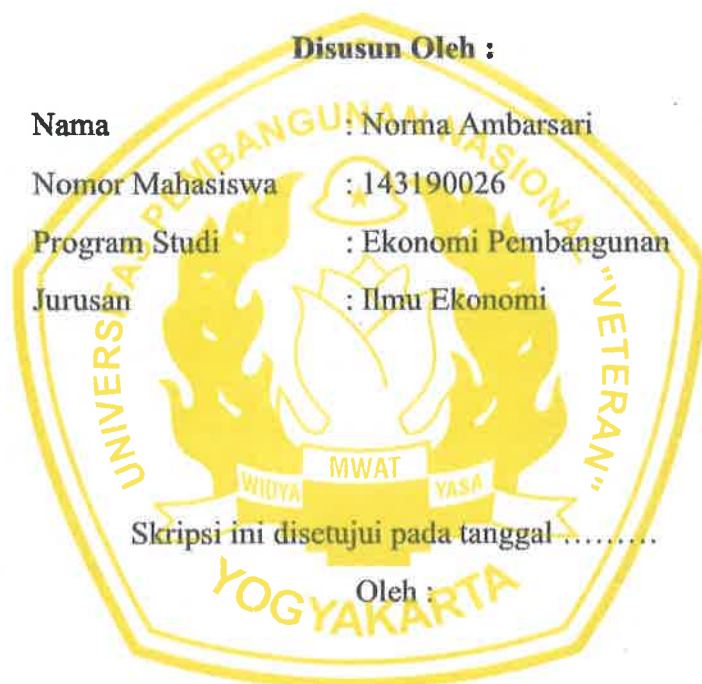 Disusun Oleh :
Nama : Norma Ambarsari
Nomor Mahasiswa : 143190026
Program Studi : Ekonomi Pembangunan
Jurusan : Ilmu Ekonomi
UNIVERSITAS PEMBANGUNAN NASIONAL "VETERAN"
WIDYA MWAT YASA
Skripsi ini disetujui pada tanggal .........
Oleh :
YOGYAKARTA